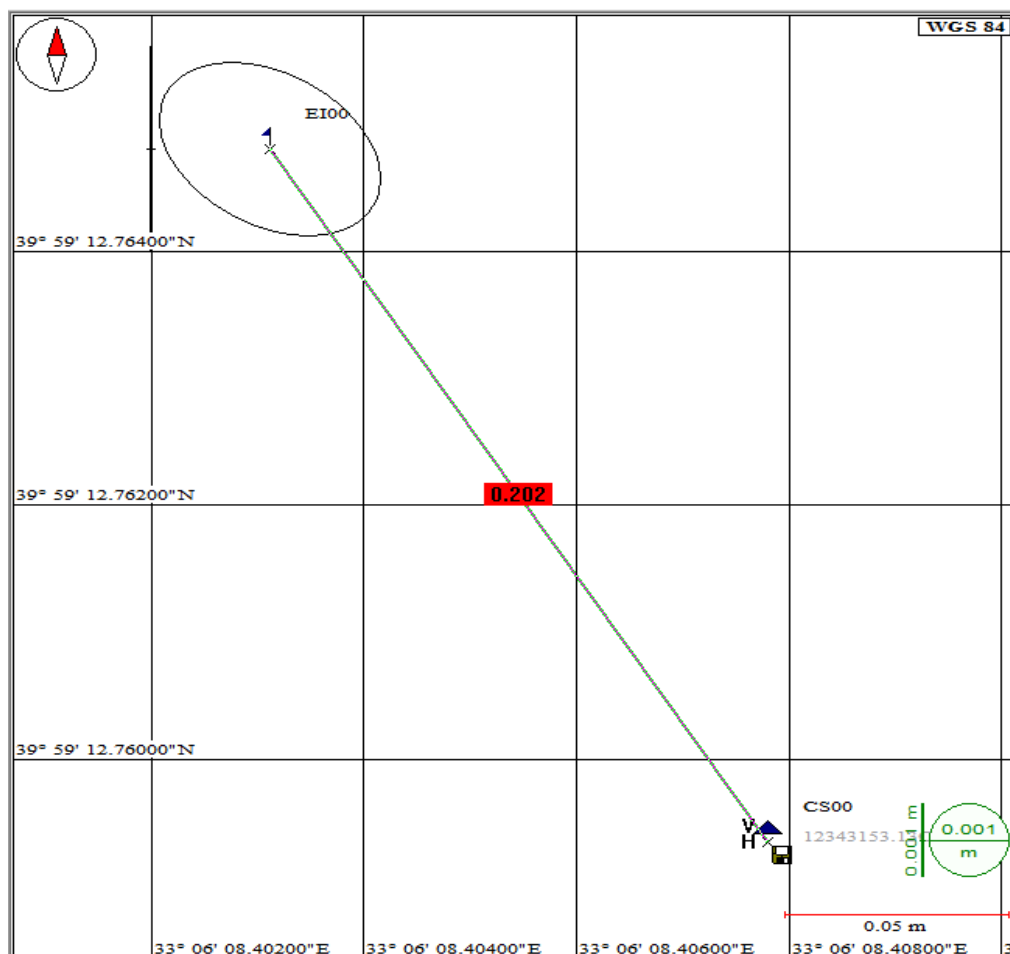 WGS 84
EI00
39° 59' 12.76400"N
39° 59' 12.76200"N
0.202
39° 59' 12.76000"N
CS00
V
H
0.001 m
0.001
m
0.05 m
33° 06' 08.40200"E
33° 06' 08.40400"E
33° 06' 08.40600"E
33° 06' 08.40800"E